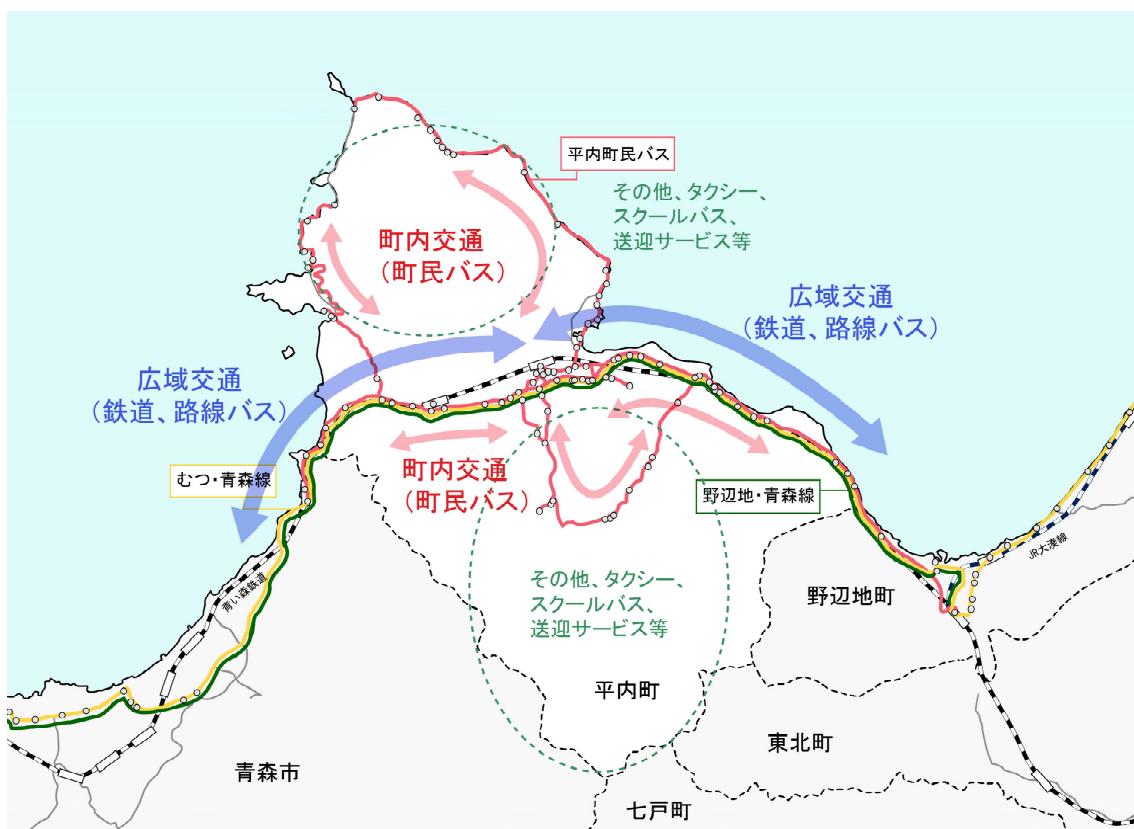 平内町民バス
その他、タクシー、
スクールバス、
送迎サービス等
町内交通
(町民バス)
広域交通
(鉄道、路線バス)
広域交通
(鉄道、路線バス)
むつ・青森線
町内交通
(町民バス)
野辺地・青森線
JR大湊線
青い森鉄道
その他、タクシー、
スクールバス、
送迎サービス等
野辺地町
平内町
東北町
青森市
七戸町